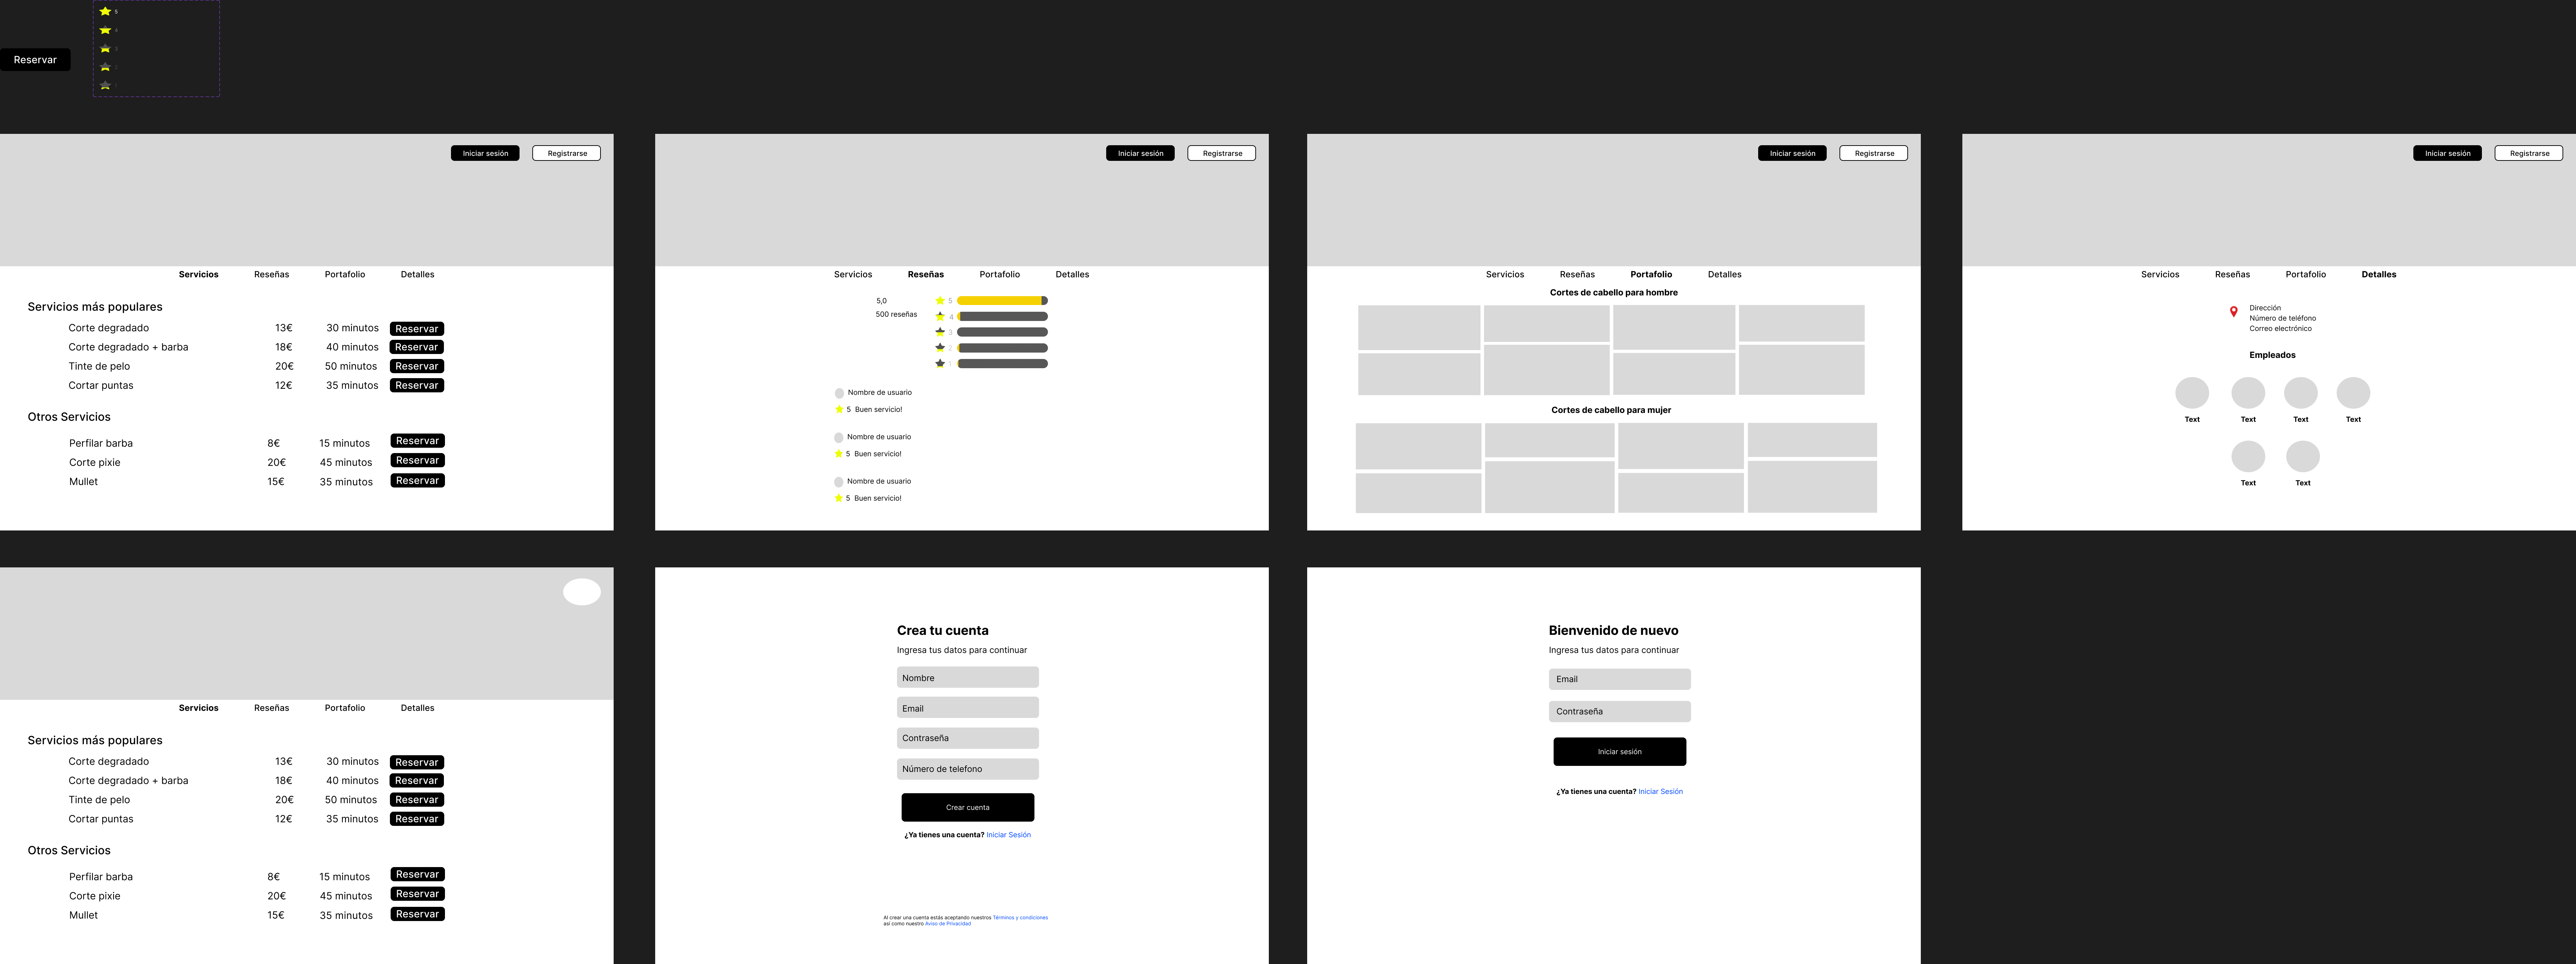 5
4
3
2
Reservar
Iniciar sesión Registrarse
Servicios Reseñas Portafolio Detalles
Servicios más populares
Corte degradado 13€ 30 minutos Reservar
Corte degradado + barba 18€ 40 minutos Reservar
Tinte de pelo 20€ 50 minutos Reservar
Cortar puntas 12€ 35 minutos Reservar
Otros Servicios
Perfilar barba 8€ 15 minutos Reservar
Corte pixie 20€ 45 minutos Reservar
Mullet 15€ 35 minutos Reservar
Iniciar sesión Registrarse
Servicios Reseñas Portafolio Detalles
5,0 5
500 reseñas 4
3
2
1
Nombre de usuario
5 Buen servicio!
Nombre de usuario
5 Buen servicio!
Nombre de usuario
5 Buen servicio!
Iniciar sesión Registrarse
Servicios Reseñas Portafolio Detalles
Cortes de cabello para hombre
Cortes de cabello para mujer
Iniciar sesión Registrarse
Servicios Reseñas Portafolio Detalles
Dirección
Número de teléfono
Correo electrónico
Empleados
Text Text Text Text
Text Text
Servicios Reseñas Portafolio Detalles
Servicios más populares
Corte degradado 13€ 30 minutos Reservar
Corte degradado + barba 18€ 40 minutos Reservar
Tinte de pelo 20€ 50 minutos Reservar
Cortar puntas 12€ 35 minutos Reservar
Otros Servicios
Perfilar barba 8€ 15 minutos Reservar
Corte pixie 20€ 45 minutos Reservar
Mullet 15€ 35 minutos Reservar
Crea tu cuenta
Ingresa tus datos para continuar
Nombre
Email
Contraseña
Número de telefono
Crear cuenta
¿Ya tienes una cuenta? Iniciar Sesión
Al crear una cuenta estás aceptando nuestros Términos y condiciones
así como nuestro Aviso de Privacidad
Bienvenido de nuevo
Ingresa tus datos para continuar
Email
Contraseña
Iniciar sesión
¿Ya tienes una cuenta? Iniciar Sesión